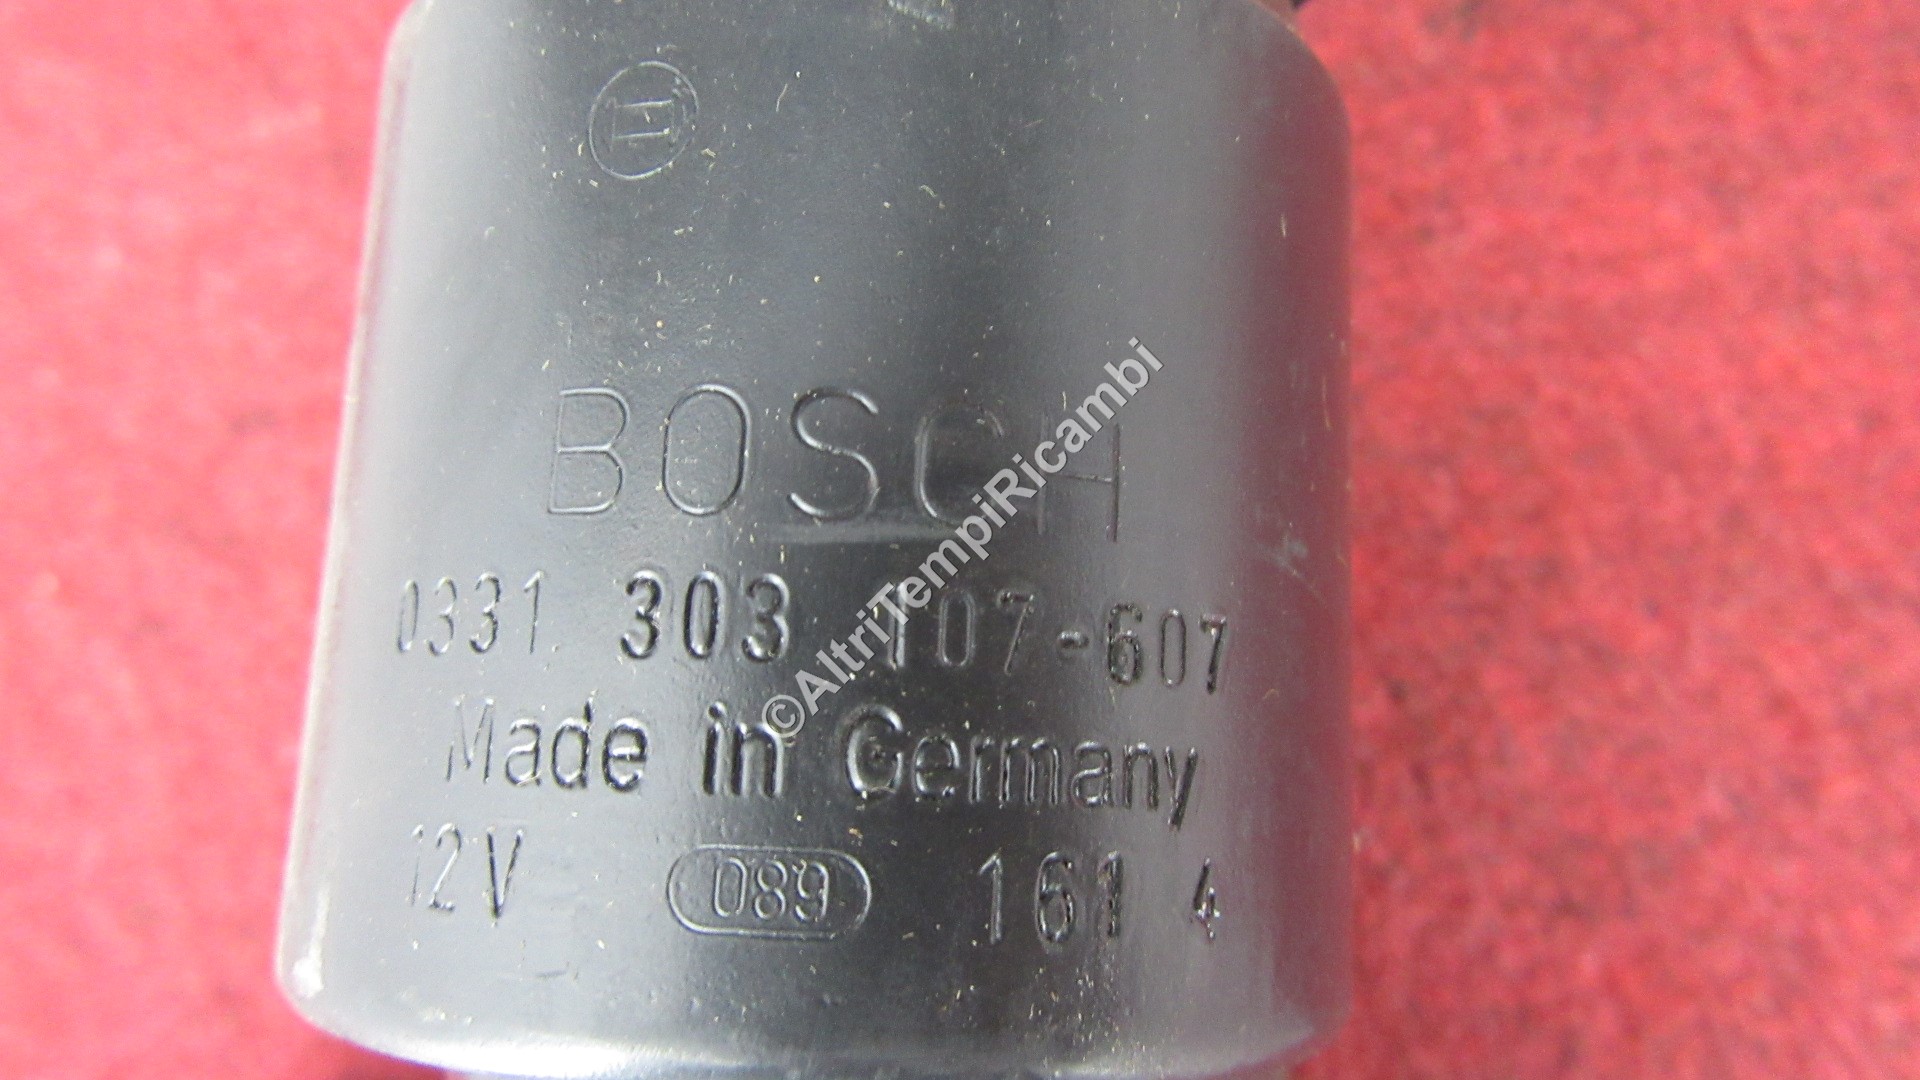 BOSCH
0331 303 107-607
Made in Germany
12V 089 161 4
©AltriTempiRicambi